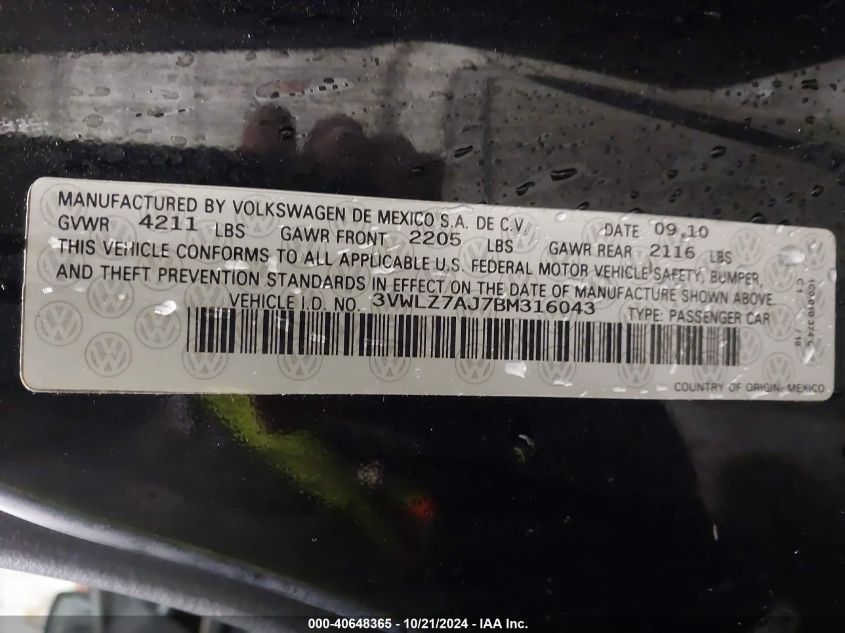 MANUFACTURED BY VOLKSWAGEN DE MEXICO S.A. DE C.V. DATE 09.10
GVWR 4211 LBS GAWR FRONT 2205 LBS GAWR REAR 2116 LBS
THIS VEHICLE CONFORMS TO ALL APPLICABLE U.S. FEDERAL MOTOR VEHICLE SAFETY, BUMPER,
AND THEFT PREVENTION STANDARDS IN EFFECT ON THE DATE OF MANUFACTURE SHOWN ABOVE.
VEHICLE I.D. NO. 3VWLZ7AJ7BM316043 TYPE: PASSENGER CAR
COUNTRY OF ORIGIN: MEXICO
000-40648365 - 10/21/2024 - IAA Inc.